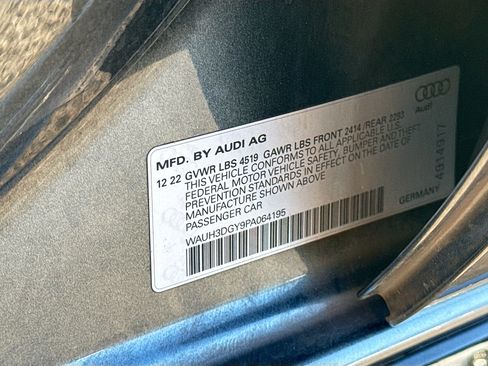 Audi
MFD. BY AUDI AG
12 22 GVWR LBS 4519 GAWR LBS FRONT 2414 /REAR 2293
THIS VEHICLE CONFORMS TO ALL APPLICABLE U.S.
FEDERAL MOTOR VEHICLE SAFETY, BUMPER AND THEFT
PREVENTION STANDARDS IN EFFECT ON THE DATE OF
MANUFACTURE SHOWN ABOVE
PASSENGER CAR
WAUH3DGY9PA064195
GERMANY
4914917